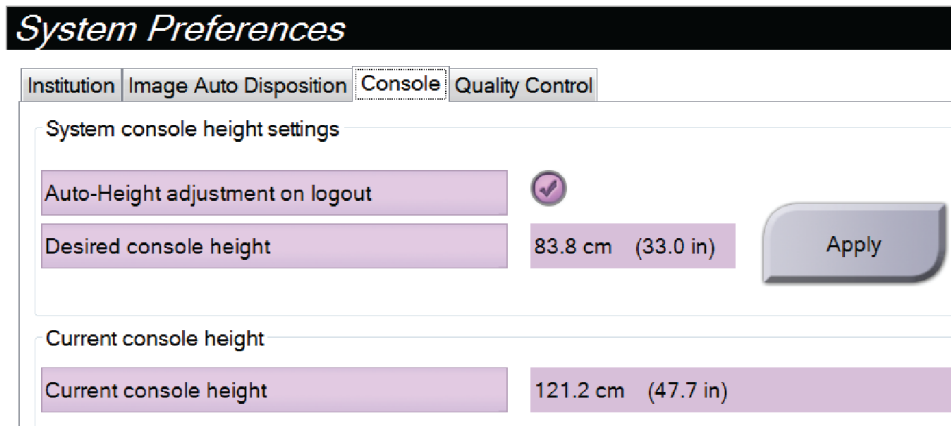 System Preferences
Institution Image Auto Disposition Console Quality Control
System console height settings
Auto-Height adjustment on logout
Desired console height 83.8 cm (33.0 in) Apply
Current console height
Current console height 121.2 cm (47.7 in)